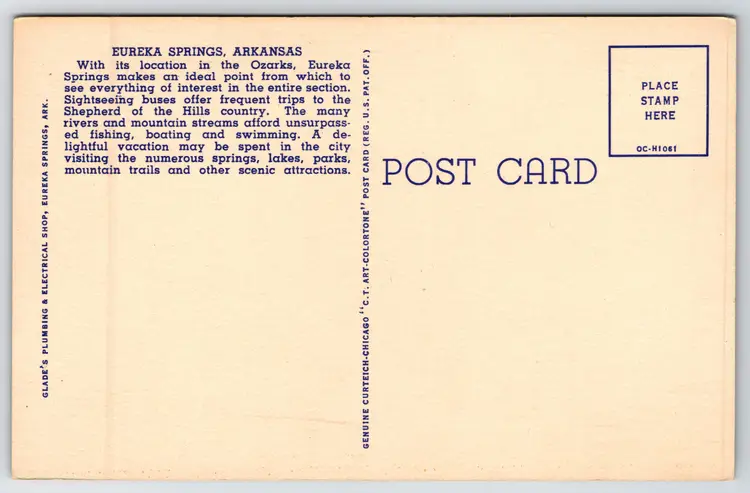 EUREKA SPRINGS, ARKANSAS
With its location in the Ozarks, Eureka
Springs makes an ideal point from which to
see everything of interest in the entire section.
Sightseeing buses offer frequent trips to the
Shepherd of the Hills country. The many
rivers and mountain streams afford unsurpass-
ed fishing, boating and swimming. A de-
lightful vacation may be spent in the city
visiting the numerous springs, lakes, parks,
mountain trails and other scenic attractions.
GLADE'S PLUMBING & ELECTRICAL SHOP, EUREKA SPRINGS, ARK.
GENUINE CURTEICH-CHICAGO "C.T. ART-COLORTONE" POST CARD (REG. U.S. PAT. OFF.)
POST CARD
PLACE
STAMP
HERE
OC-H1061